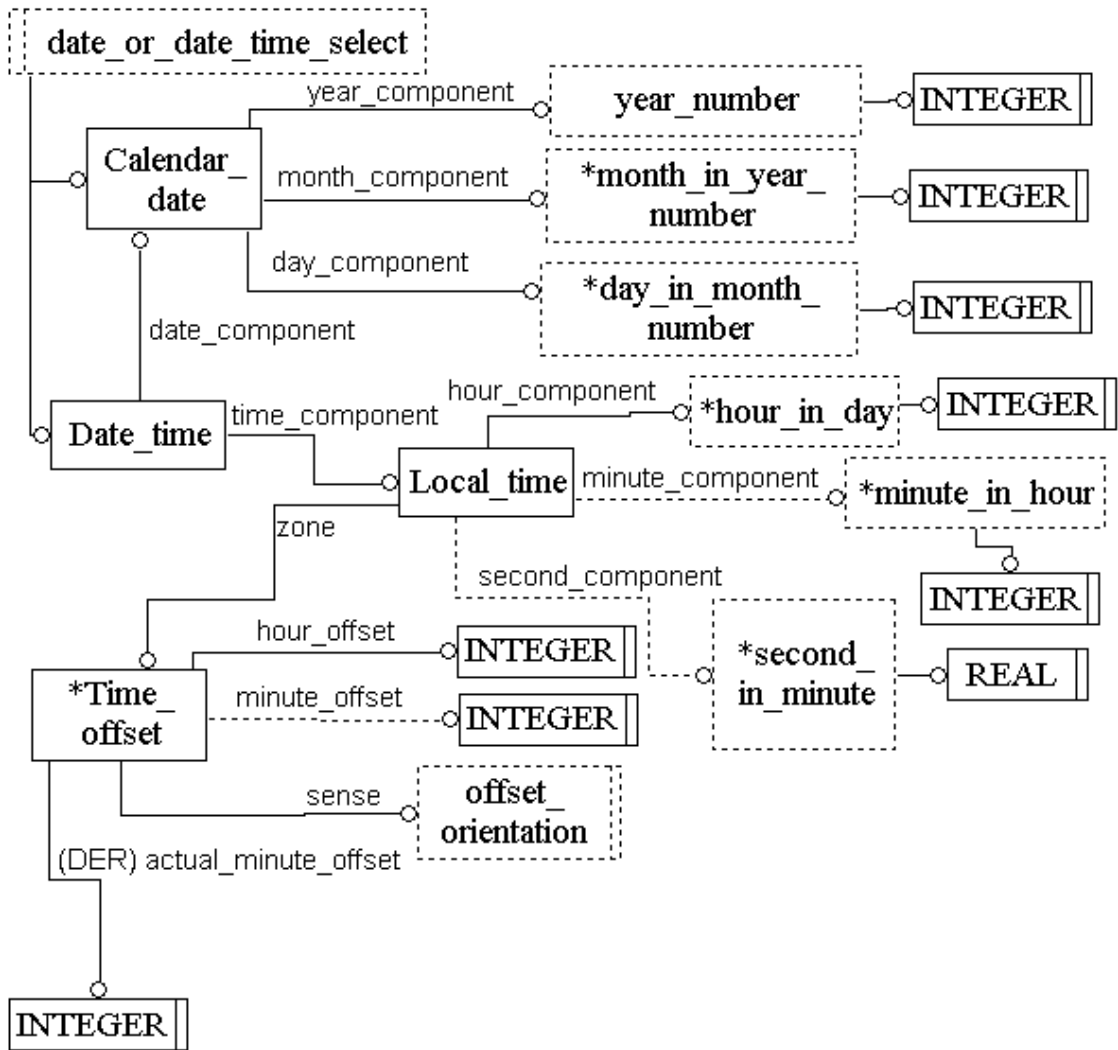 date_or_date_time_select
year_component
year_number
INTEGER
Calendar_
date
month_component
*month_in_year_
number
INTEGER
day_component
*day_in_month_
number
INTEGER
date_component
hour_component
*hour_in_day
INTEGER
Date_time
time_component
Local_time
minute_component
*minute_in_hour
INTEGER
zone
second_component
*second_
in_minute
REAL
hour_offset
INTEGER
*Time_
offset
minute_offset
INTEGER
sense
offset_
orientation
(DER) actual_minute_offset
INTEGER